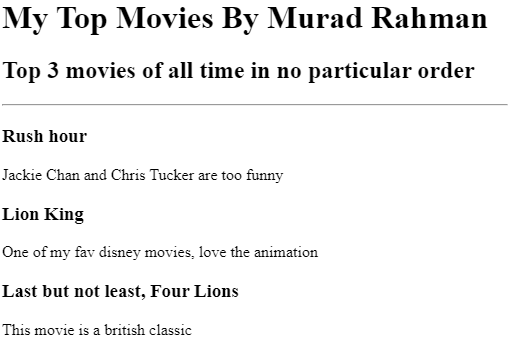 My Top Movies By Murad Rahman
Top 3 movies of all time in no particular order
Rush hour
Jackie Chan and Chris Tucker are too funny
Lion King
One of my fav disney movies, love the animation
Last but not least, Four Lions
This movie is a british classic